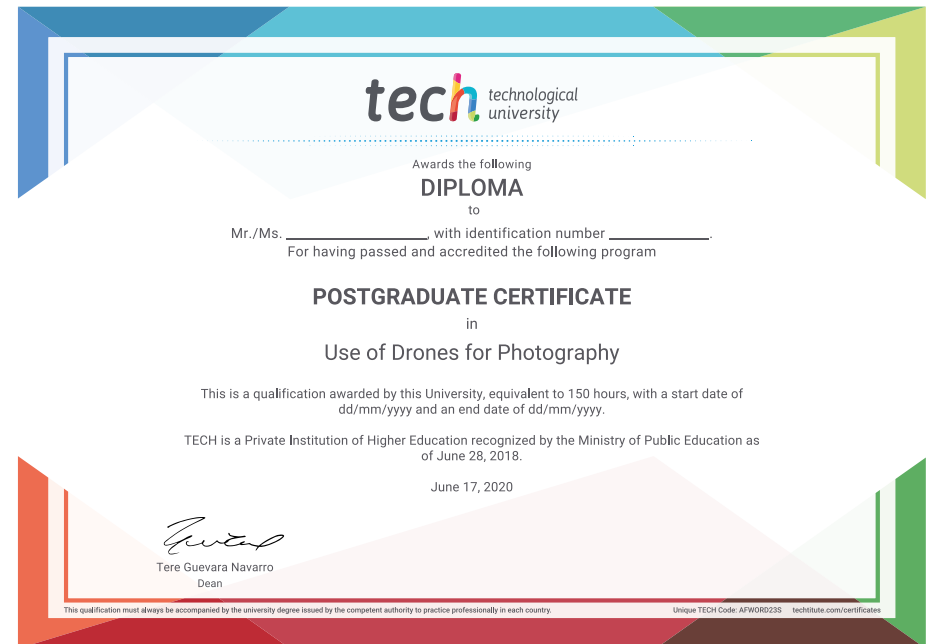 tech technological
university
Awards the following
DIPLOMA
to
Mr./Ms. ____________________, with identification number ______________.
For having passed and accredited the following program
POSTGRADUATE CERTIFICATE
in
Use of Drones for Photography
This is a qualification awarded by this University, equivalent to 150 hours, with a start date of
dd/mm/yyyy and an end date of dd/mm/yyyy.
TECH is a Private Institution of Higher Education recognized by the Ministry of Public Education as
of June 28, 2018.
June 17, 2020
Tere Guevara Navarro
Dean
This qualification must always be accompanied by the university degree issued by the competent authority to practice professionally in each country. Unique TECH Code: AFWORD23S techtitute.com/certificates